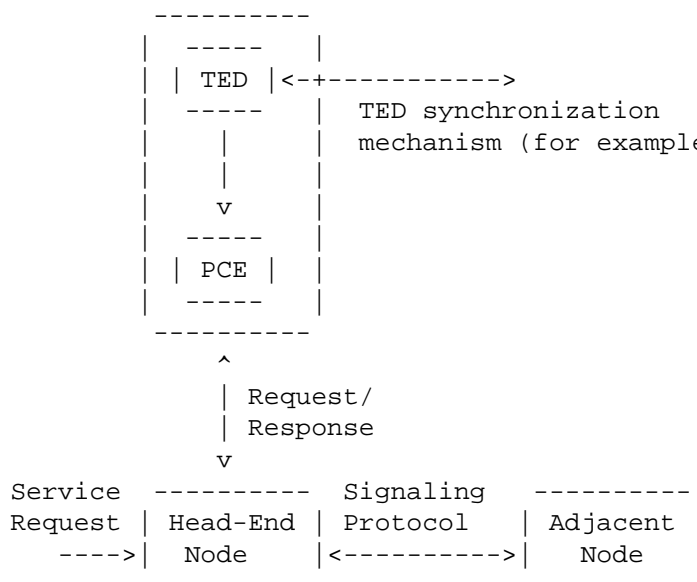 TED
TED synchronization
mechanism (for example
PCE
Request/
Response
Service Signaling
Request Head-End Protocol Adjacent
Node Node